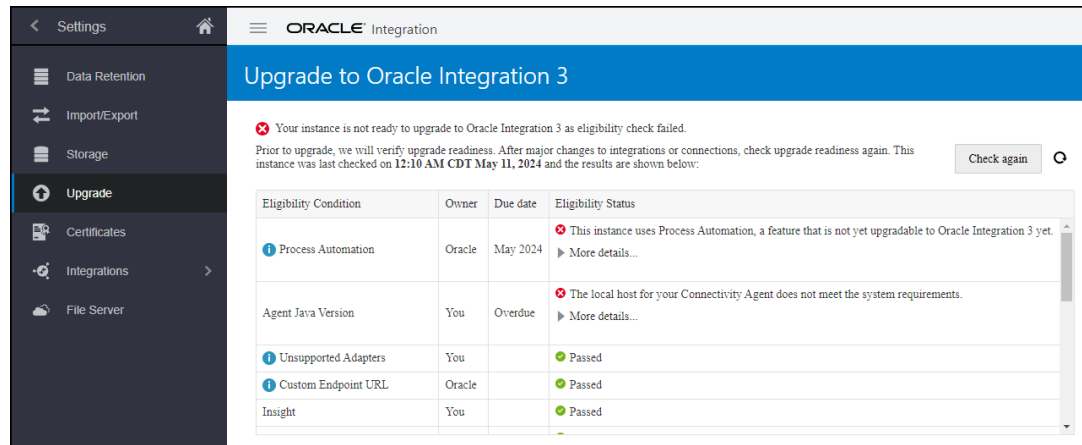 Settings
ORACLE Integration
Data Retention
Import/Export
Storage
Upgrade
Certificates
Integrations
File Server
Upgrade to Oracle Integration 3
Your instance is not ready to upgrade to Oracle Integration 3 as eligibility check failed.
Prior to upgrade, we will verify upgrade readiness. After major changes to integrations or connections, check upgrade readiness again. This
instance was last checked on 12:10 AM CDT May 11, 2024 and the results are shown below:
Check again
Eligibility Condition Owner Due date Eligibility Status
Process Automation Oracle May 2024 This instance uses Process Automation, a feature that is not yet upgradable to Oracle Integration 3 yet.
More details...
Agent Java Version You Overdue The local host for your Connectivity Agent does not meet the system requirements.
More details...
Unsupported Adapters You Passed
Custom Endpoint URL Oracle Passed
Insight You Passed